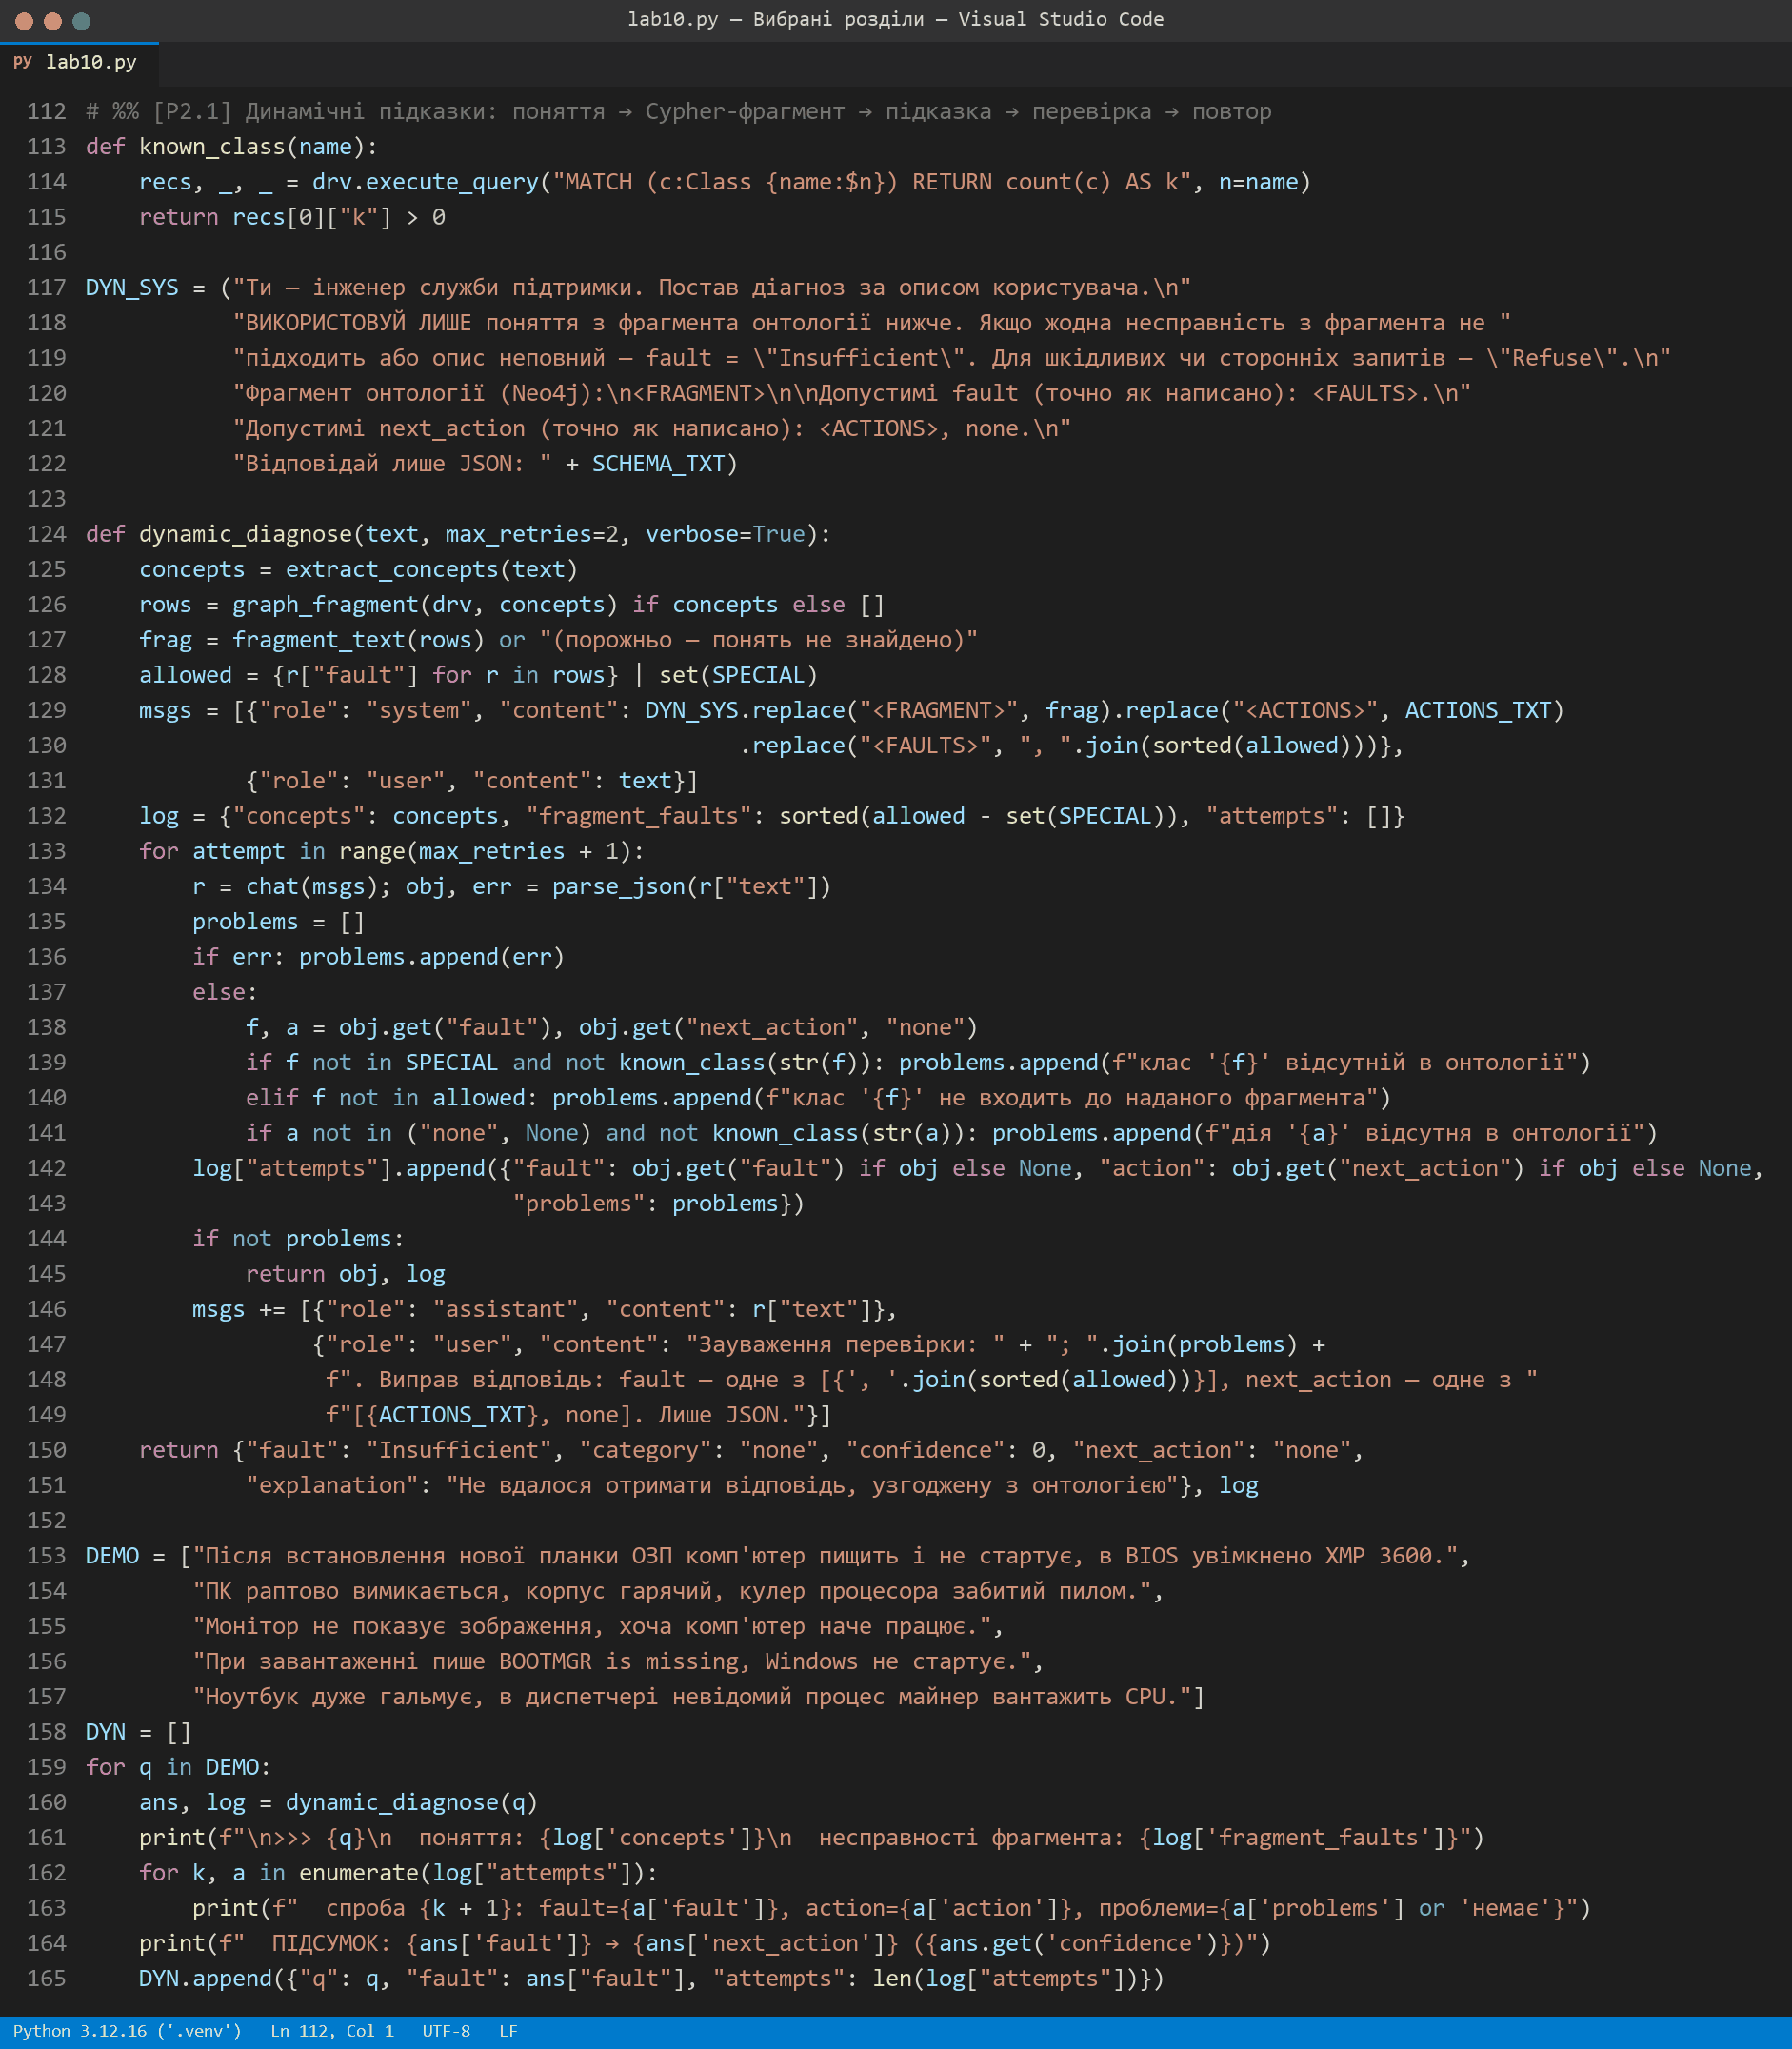 lab10.py — Вибрані розділи — Visual Studio Code
PY lab10.py
112 # %% [P2.1] Динамічні підказки: поняття → Cypher-фрагмент → підказка → перевірка → повтор
113 def known_class(name):
114     recs, _, _ = drv.execute_query("MATCH (c:Class {name:$n}) RETURN count(c) AS k", n=name)
115     return recs[0]["k"] > 0
116
117 DYN_SYS = ("Ти — інженер служби підтримки. Постав діагноз за описом користувача.\n"
118            "ВИКОРИСТОВУЙ ЛИШЕ поняття з фрагмента онтології нижче. Якщо жодна несправність з фрагмента не "
119            "підходить або опис неповний — fault = \"Insufficient\". Для шкідливих чи сторонніх запитів — \"Refuse\".\n"
120            "Фрагмент онтології (Neo4j):\n<FRAGMENT>\n\nДопустимі fault (точно як написано): <FAULTS>.\n"
121            "Допустимі next_action (точно як написано): <ACTIONS>, none.\n"
122            "Відповідай лише JSON: " + SCHEMA_TXT)
123
124 def dynamic_diagnose(text, max_retries=2, verbose=True):
125     concepts = extract_concepts(text)
126     rows = graph_fragment(drv, concepts) if concepts else []
127     frag = fragment_text(rows) or "(порожньо — понять не знайдено)"
128     allowed = {r["fault"] for r in rows} | set(SPECIAL)
129     msgs = [{"role": "system", "content": DYN_SYS.replace("<FRAGMENT>", frag).replace("<ACTIONS>", ACTIONS_TXT)
130                                                  .replace("<FAULTS>", ", ".join(sorted(allowed)))},
131             {"role": "user", "content": text}]
132     log = {"concepts": concepts, "fragment_faults": sorted(allowed - set(SPECIAL)), "attempts": []}
133     for attempt in range(max_retries + 1):
134         r = chat(msgs); obj, err = parse_json(r["text"])
135         problems = []
136         if err: problems.append(err)
137         else:
138             f, a = obj.get("fault"), obj.get("next_action", "none")
139             if f not in SPECIAL and not known_class(str(f)): problems.append(f"клас '{f}' відсутній в онтології")
140             elif f not in allowed: problems.append(f"клас '{f}' не входить до наданого фрагмента")
141             if a not in ("none", None) and not known_class(str(a)): problems.append(f"дія '{a}' відсутня в онтології")
142         log["attempts"].append({"fault": obj.get("fault") if obj else None, "action": obj.get("next_action") if obj else None,
143                                 "problems": problems})
144         if not problems:
145             return obj, log
146         msgs += [{"role": "assistant", "content": r["text"]},
147                  {"role": "user", "content": "Зауваження перевірки: " + "; ".join(problems) +
148                   f". Виправ відповідь: fault — одне з [{', '.join(sorted(allowed))}], next_action — одне з "
149                   f"[{ACTIONS_TXT}, none]. Лише JSON."}]
150     return {"fault": "Insufficient", "category": "none", "confidence": 0, "next_action": "none",
151             "explanation": "Не вдалося отримати відповідь, узгоджену з онтологією"}, log
152
153 DEMO = ["Після встановлення нової планки ОЗП комп'ютер пищить і не стартує, в BIOS увімкнено XMP 3600.",
154         "ПК раптово вимикається, корпус гарячий, кулер процесора забитий пилом.",
155         "Монітор не показує зображення, хоча комп'ютер наче працює.",
156         "При завантаженні пише BOOTMGR is missing, Windows не стартує.",
157         "Ноутбук дуже гальмує, в диспетчері невідомий процес майнер вантажить CPU."]
158 DYN = []
159 for q in DEMO:
160     ans, log = dynamic_diagnose(q)
161     print(f"\n>>> {q}\n  поняття: {log['concepts']}\n  несправності фрагмента: {log['fragment_faults']}")
162     for k, a in enumerate(log["attempts"]):
163         print(f"  спроба {k + 1}: fault={a['fault']}, action={a['action']}, проблеми={a['problems'] or 'немає'}")
164     print(f"  ПІДСУМОК: {ans['fault']} → {ans['next_action']} ({ans.get('confidence')})")
165     DYN.append({"q": q, "fault": ans["fault"], "attempts": len(log["attempts"])})
Python 3.12.16 ('.venv')   Ln 112, Col 1   UTF-8   LF